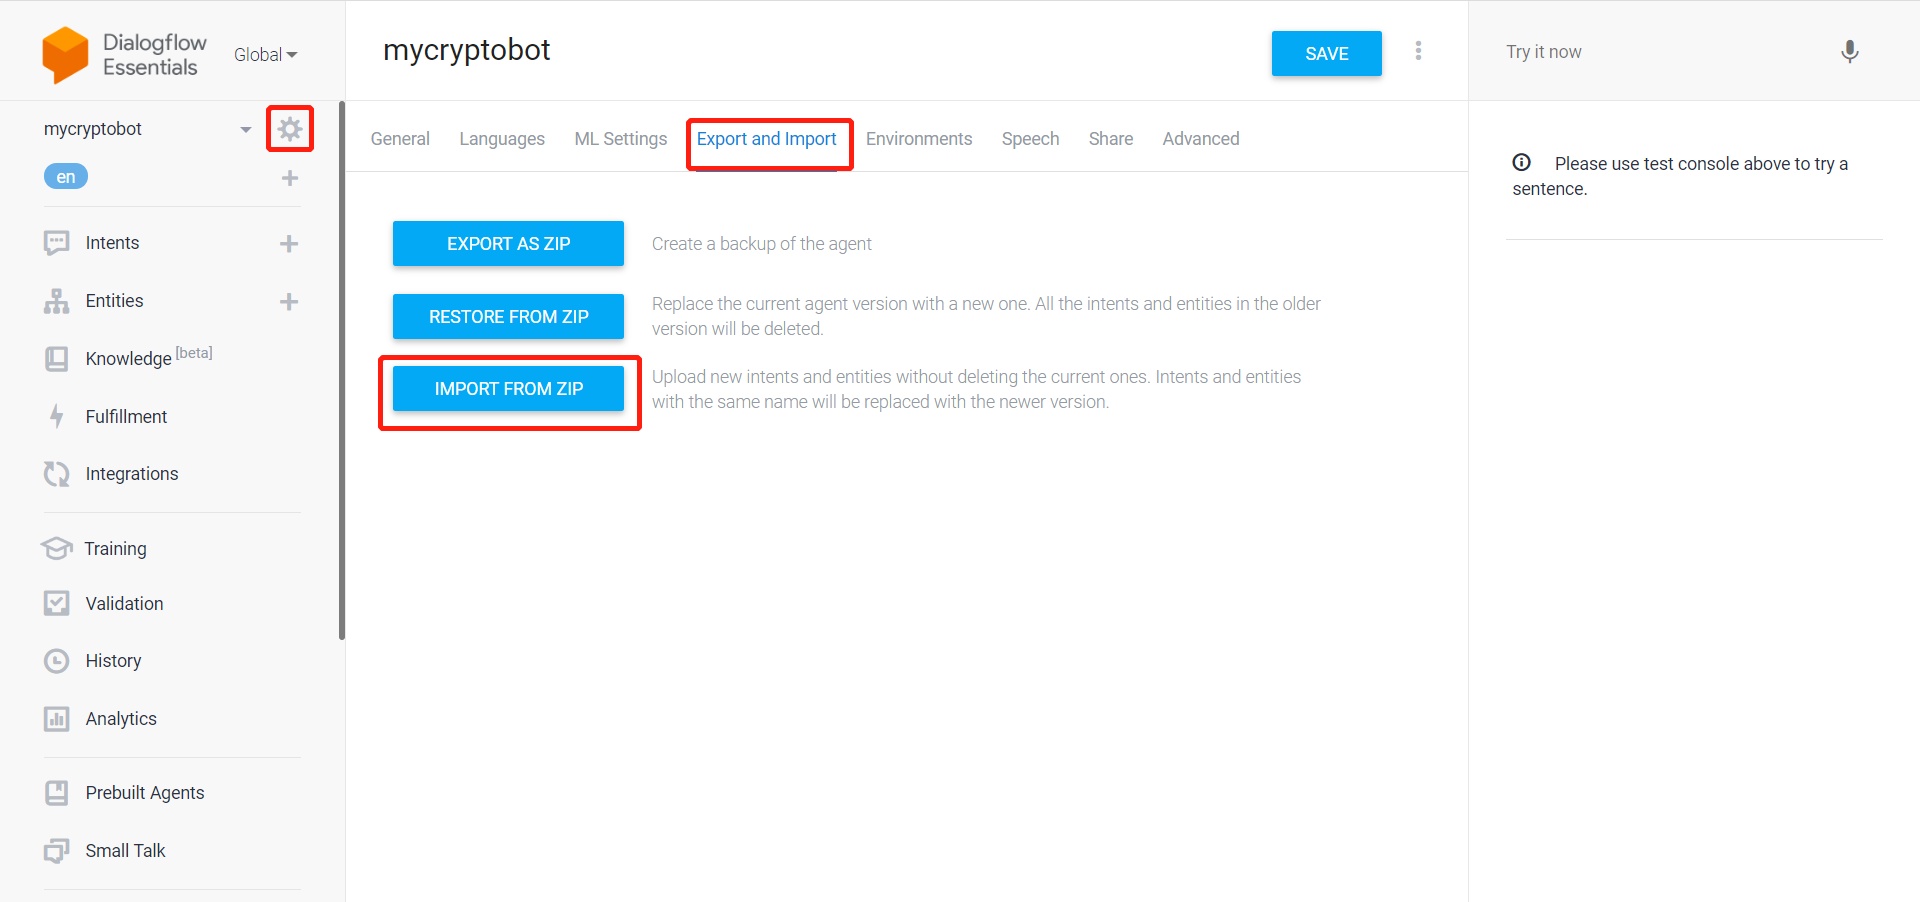 Dialogflow
Essentials
Global
mycryptobot
SAVE
Try it now
mycryptobot
en
General
Languages
ML Settings
Export and Import
Environments
Speech
Share
Advanced
Intents
Entities
Knowledge [beta]
Fulfillment
Integrations
Training
Validation
History
Analytics
Prebuilt Agents
Small Talk
EXPORT AS ZIP
Create a backup of the agent
RESTORE FROM ZIP
Replace the current agent version with a new one. All the intents and entities in the older
version will be deleted.
IMPORT FROM ZIP
Upload new intents and entities without deleting the current ones. Intents and entities
with the same name will be replaced with the newer version.
Please use test console above to try a
sentence.